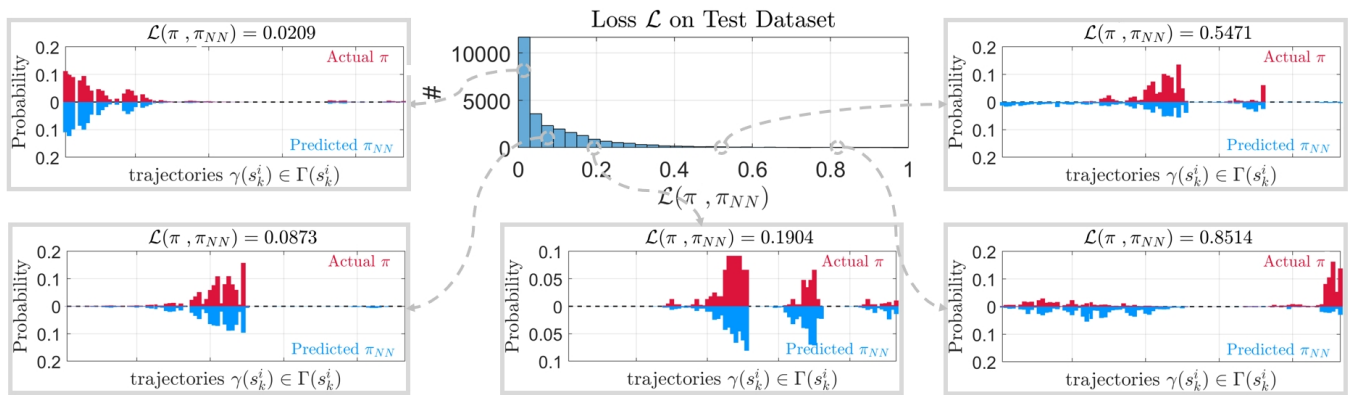 ℒ(π , π_NN) = 0.0209
0.2
0.1
0
0.1
0.2
Probability
Actual π
Predicted π_NN
trajectories γ(s_k^i) ∈ Γ(s_k^i)
Loss ℒ on Test Dataset
10000
5000
0
#
0 0.2 0.4 0.6 0.8 1
ℒ(π , π_NN)
ℒ(π , π_NN) = 0.5471
0.2
0.1
0
0.1
0.2
Probability
Actual π
Predicted π_NN
trajectories γ(s_k^i) ∈ Γ(s_k^i)
ℒ(π , π_NN) = 0.0873
0.2
0.1
0
0.1
0.2
Probability
Actual π
Predicted π_NN
trajectories γ(s_k^i) ∈ Γ(s_k^i)
ℒ(π , π_NN) = 0.1904
0.1
0.05
0
0.05
0.1
Probability
Actual π
Predicted π_NN
trajectories γ(s_k^i) ∈ Γ(s_k^i)
ℒ(π , π_NN) = 0.8514
0.2
0.1
0
0.1
0.2
Probability
Actual π
Predicted π_NN
trajectories γ(s_k^i) ∈ Γ(s_k^i)